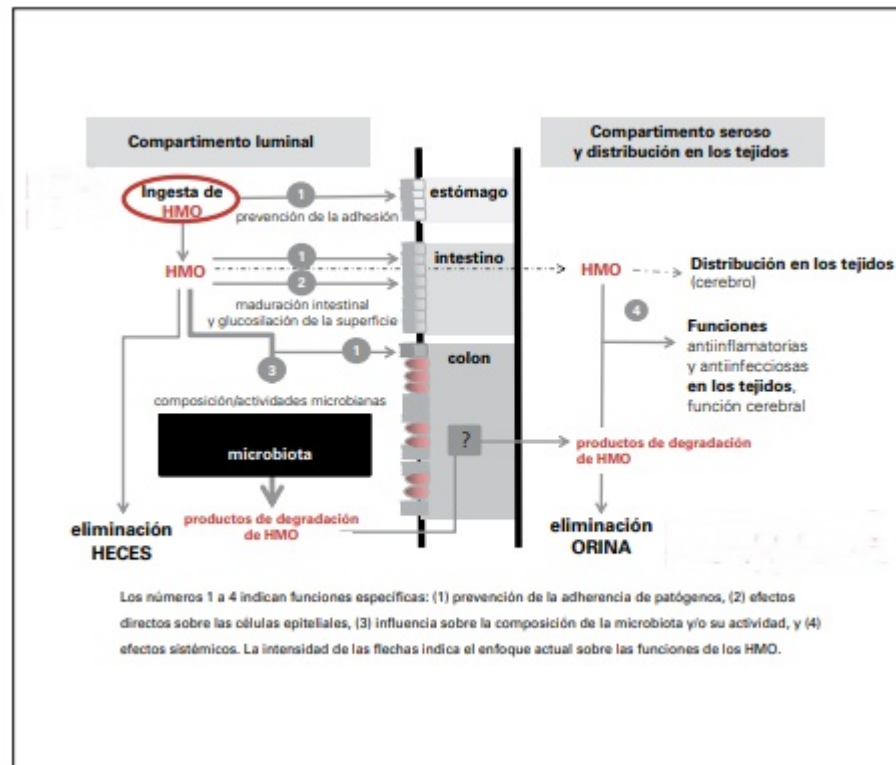 Compartimento luminal
Compartimento seroso
y distribución en los tejidos
Ingesta de
HMO
1
prevención de la adhesión
estómago
HMO
1
2
maduración intestinal
y glucosilación de la superficie
intestino
HMO
Distribución en los tejidos
(cerebro)
4
Funciones
antiinflamatorias
y antiinfecciosas
en los tejidos,
función cerebral
3
1
colon
composición/actividades microbianas
microbiota
?
productos de degradación
de HMO
productos de degradación
de HMO
eliminación
HECES
eliminación
ORINA
Los números 1 a 4 indican funciones específicas: (1) prevención de la adherencia de patógenos, (2) efectos
directos sobre las células epiteliales, (3) influencia sobre la composición de la microbiota y/o su actividad, y (4)
efectos sistémicos. La intensidad de las flechas indica el enfoque actual sobre las funciones de los HMO.